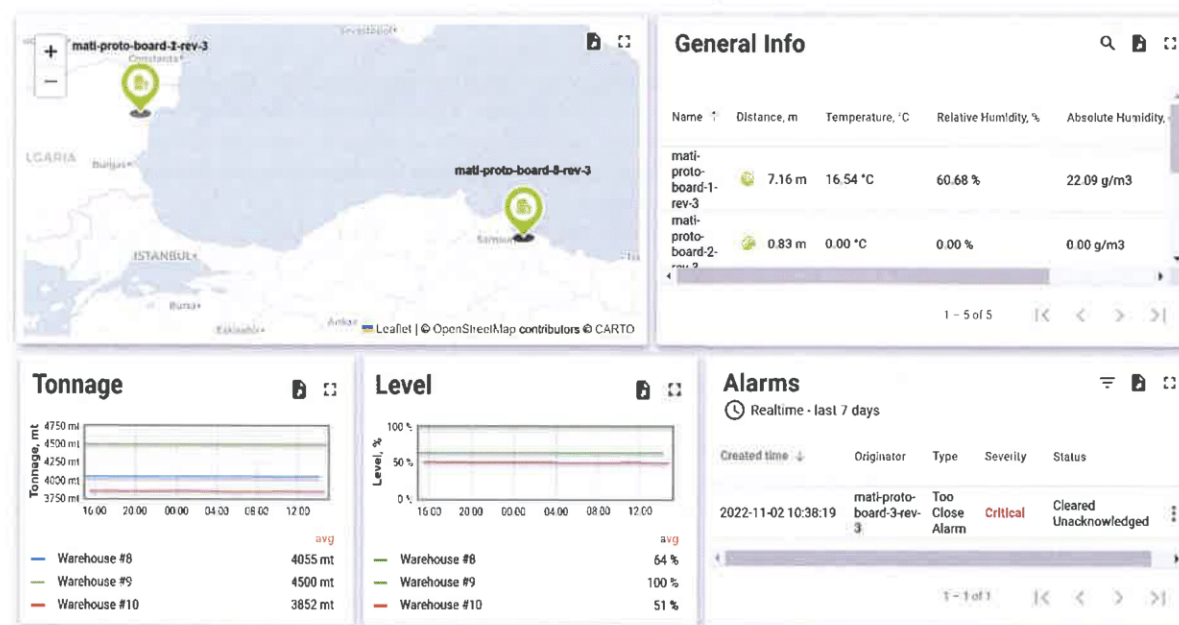 Sevastopol
+
mati-proto-board-1-rev-3
Constanta
−
LGARIA
Burgas
mati-proto-board-8-rev-3
Samsun
ISTANBUL
Bursa
Eskisehir
Ankar
Leaflet | © OpenStreetMap contributors © CARTO
General Info
Name ↑ Distance, m Temperature, °C Relative Humidity, % Absolute Humidity,
mati-
proto-
board-1-
rev-3
7.16 m 16.54 °C 60.68 % 22.09 g/m3
mati-
proto-
board-2-
rev-3
0.83 m 0.00 °C 0.00 % 0.00 g/m3
1 – 5 of 5
Tonnage
Tonnage, mt
4750 mt
4500 mt
4250 mt
4000 mt
3750 mt
16:00 20:00 00:00 04:00 08:00 12:00
avg
Warehouse #8 4055 mt
Warehouse #9 4500 mt
Warehouse #10 3852 mt
Level
Level, %
100 %
50 %
0 %
16:00 20:00 00:00 04:00 08:00 12:00
avg
Warehouse #8 64 %
Warehouse #9 100 %
Warehouse #10 51 %
Alarms
Realtime - last 7 days
Created time ↓ Originator Type Severity Status
2022-11-02 10:38:19 mati-proto-board-3-rev-3 Too Close Alarm Critical Cleared Unacknowledged
1 – 1 of 1